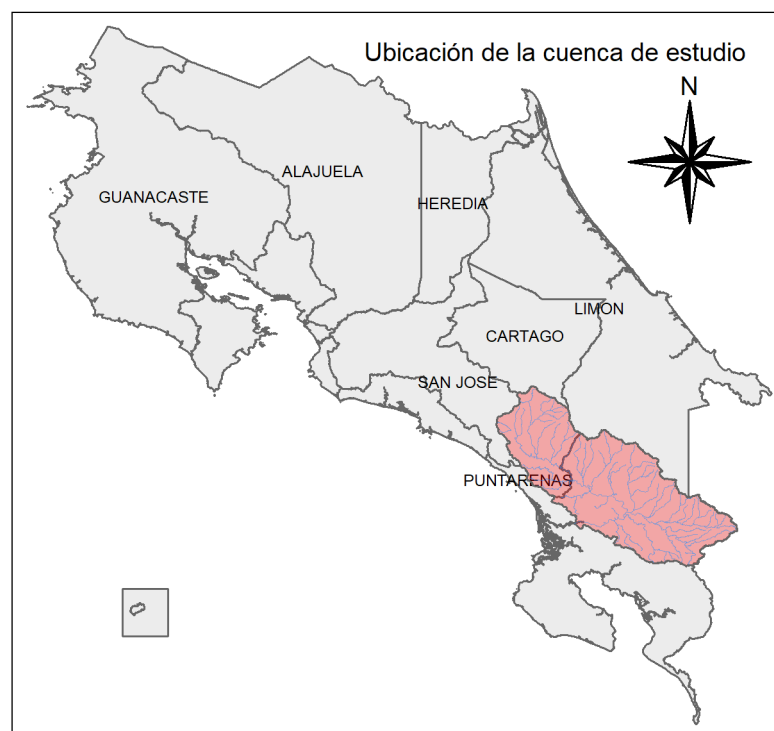 Ubicación de la cuenca de estudio
N
ALAJUELA
GUANACASTE
HEREDIA
LIMON
CARTAGO
SAN JOSE
PUNTARENAS